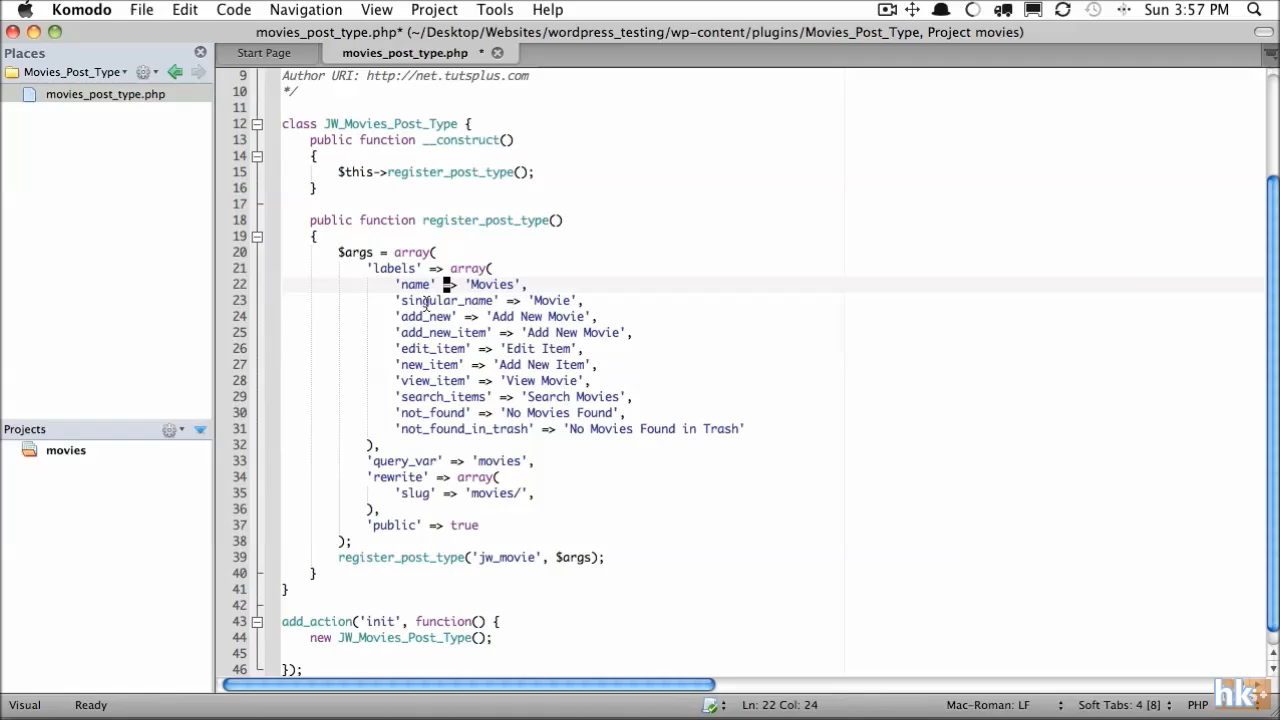 Komodo File Edit Code Navigation View Project Tools Help Sun 3:57 PM
movies_post_type.php* (~/Desktop/Websites/wordpress_testing/wp-content/plugins/Movies_Post_Type, Project movies)
Places
Start Page
movies_post_type.php *
Movies_Post_Type
movies_post_type.php
9 Author URI: http://net.tutsplus.com
10 */
11
12 class JW_Movies_Post_Type {
13 public function __construct()
14 {
15 $this->register_post_type();
16 }
17
18 public function register_post_type()
19 {
20 $args = array(
21 'labels' => array(
22 'name' => 'Movies',
23 'singular_name' => 'Movie',
24 'add_new' => 'Add New Movie',
25 'add_new_item' => 'Add New Movie',
26 'edit_item' => 'Edit Item',
27 'new_item' => 'Add New Item',
28 'view_item' => 'View Movie',
29 'search_items' => 'Search Movies',
30 'not_found' => 'No Movies Found',
31 'not_found_in_trash' => 'No Movies Found in Trash'
32 ),
33 'query_var' => 'movies',
34 'rewrite' => array(
35 'slug' => 'movies/',
36 ),
37 'public' => true
38 );
39 register_post_type('jw_movie', $args);
40 }
41 }
42
43 add_action('init', function() {
44 new JW_Movies_Post_Type();
45
46 });
Projects
movies
Visual Ready Ln: 22 Col: 24 Mac-Roman: LF Soft Tabs: 4 [8] PHP
hk